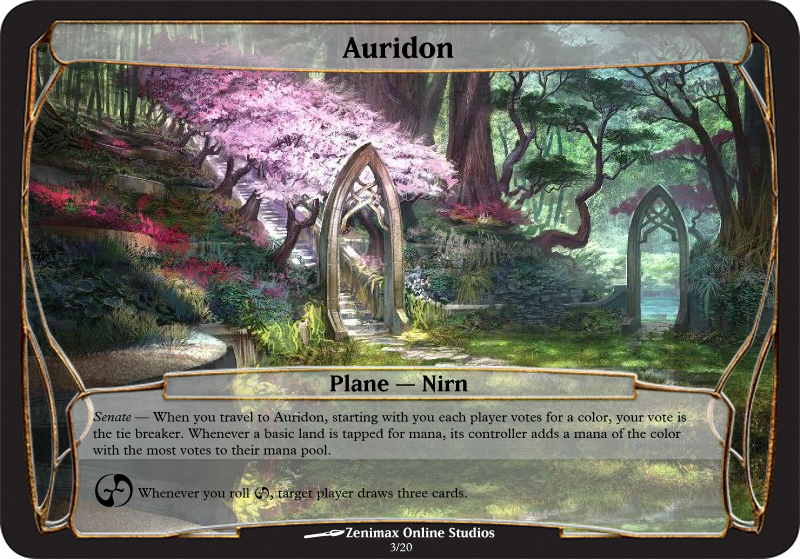 Auridon
Plane — Nirn
Senate — When you travel to Auridon, starting with you each player votes for a color, your vote is
the tie breaker. Whenever a basic land is tapped for mana, its controller adds a mana of the color
with the most votes to their mana pool.
Whenever you roll , target player draws three cards.
Zenimax Online Studios
3/20